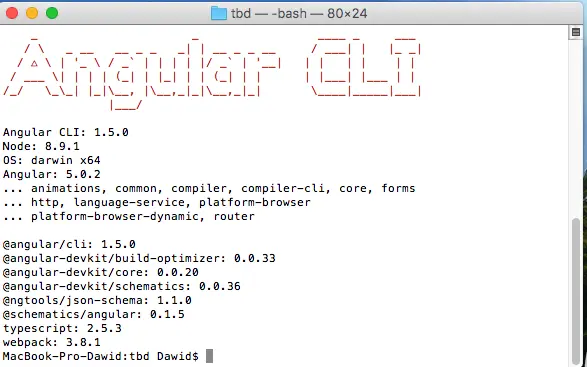 tbd — -bash — 80×24
Angular CLI
Angular CLI: 1.5.0
Node: 8.9.1
OS: darwin x64
Angular: 5.0.2
... animations, common, compiler, compiler-cli, core, forms
... http, language-service, platform-browser
... platform-browser-dynamic, router
@angular/cli: 1.5.0
@angular-devkit/build-optimizer: 0.0.33
@angular-devkit/core: 0.0.20
@angular-devkit/schematics: 0.0.36
@ngtools/json-schema: 1.1.0
@schematics/angular: 0.1.5
typescript: 2.5.3
webpack: 3.8.1
MacBook-Pro-Dawid:tbd Dawid$